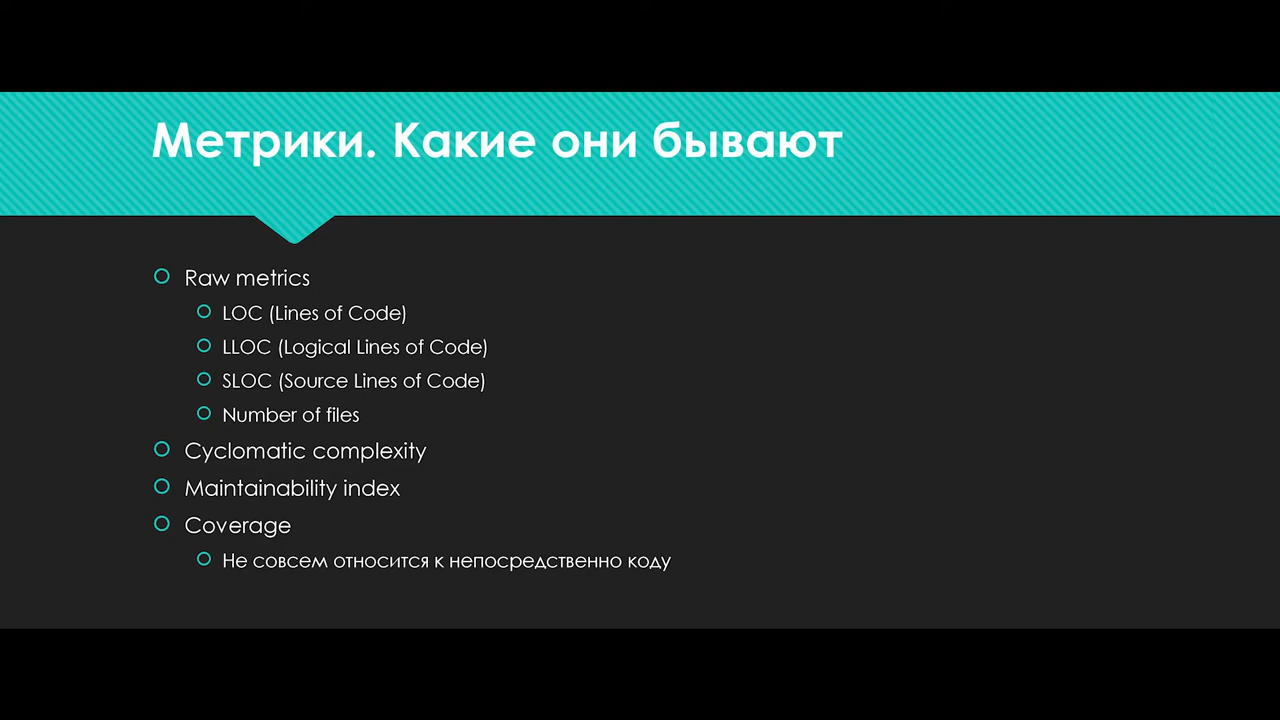 Метрики. Какие они бывают
Raw metrics
LOC (Lines of Code)
LLOC (Logical Lines of Code)
SLOC (Source Lines of Code)
Number of files
Cyclomatic complexity
Maintainability index
Coverage
Не совсем относится к непосредственно коду